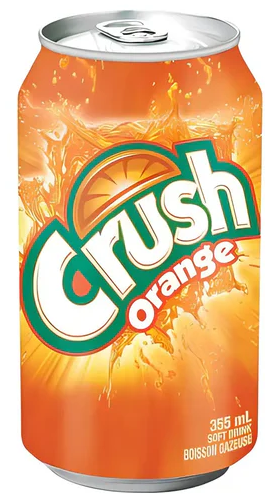 Crush
Orange
355 mL
SOFT DRINK
BOISSON GAZEUSE